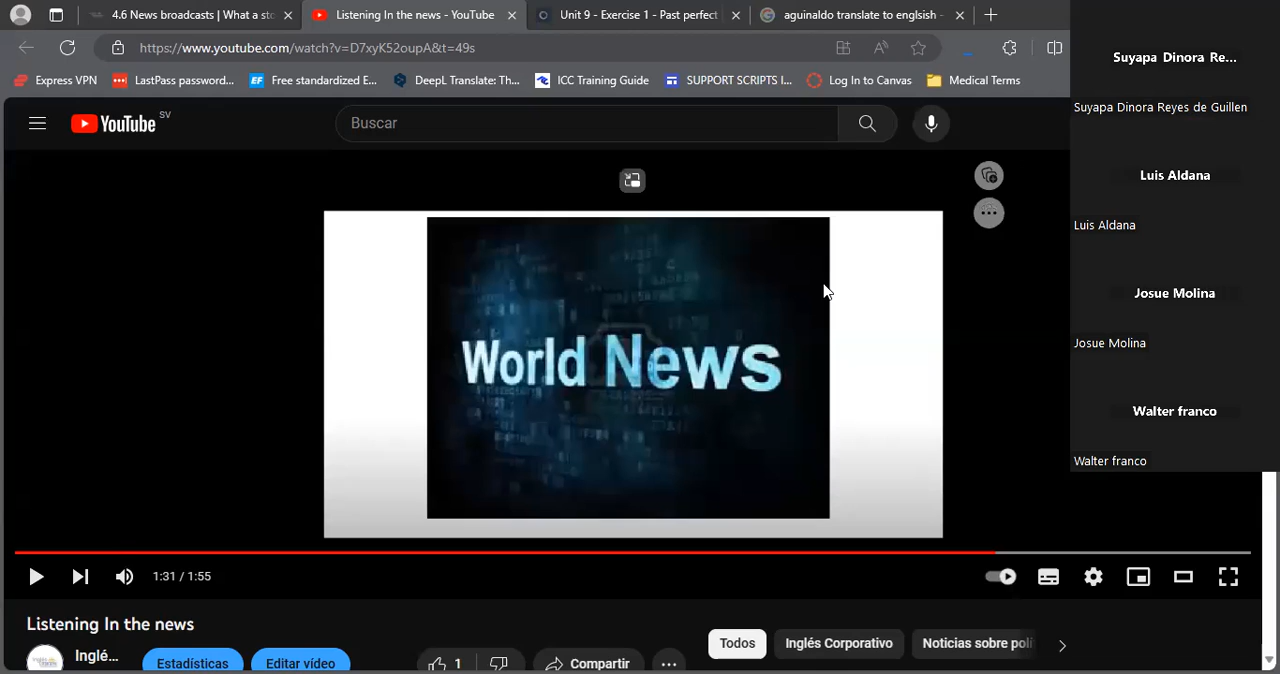 4.6 News broadcasts | What a sto
Listening In the news - YouTube
Unit 9 - Exercise 1 - Past perfect
aguinaldo translate to englsish -
https://www.youtube.com/watch?v=D7xyK52oupA&t=49s
Express VPN
LastPass password...
EF
Free standardized E...
DeepL Translate: Th...
ICC Training Guide
SUPPORT SCRIPTS I...
Log In to Canvas
Medical Terms
YouTube SV
Buscar
World News
1:31 / 1:55
Listening In the news
Inglé...
Estadísticas
Editar vídeo
1
Compartir
Todos
Inglés Corporativo
Noticias sobre polí
Suyapa Dinora Re...
Suyapa Dinora Reyes de Guillen
Luis Aldana
Luis Aldana
Josue Molina
Josue Molina
Walter franco
Walter franco